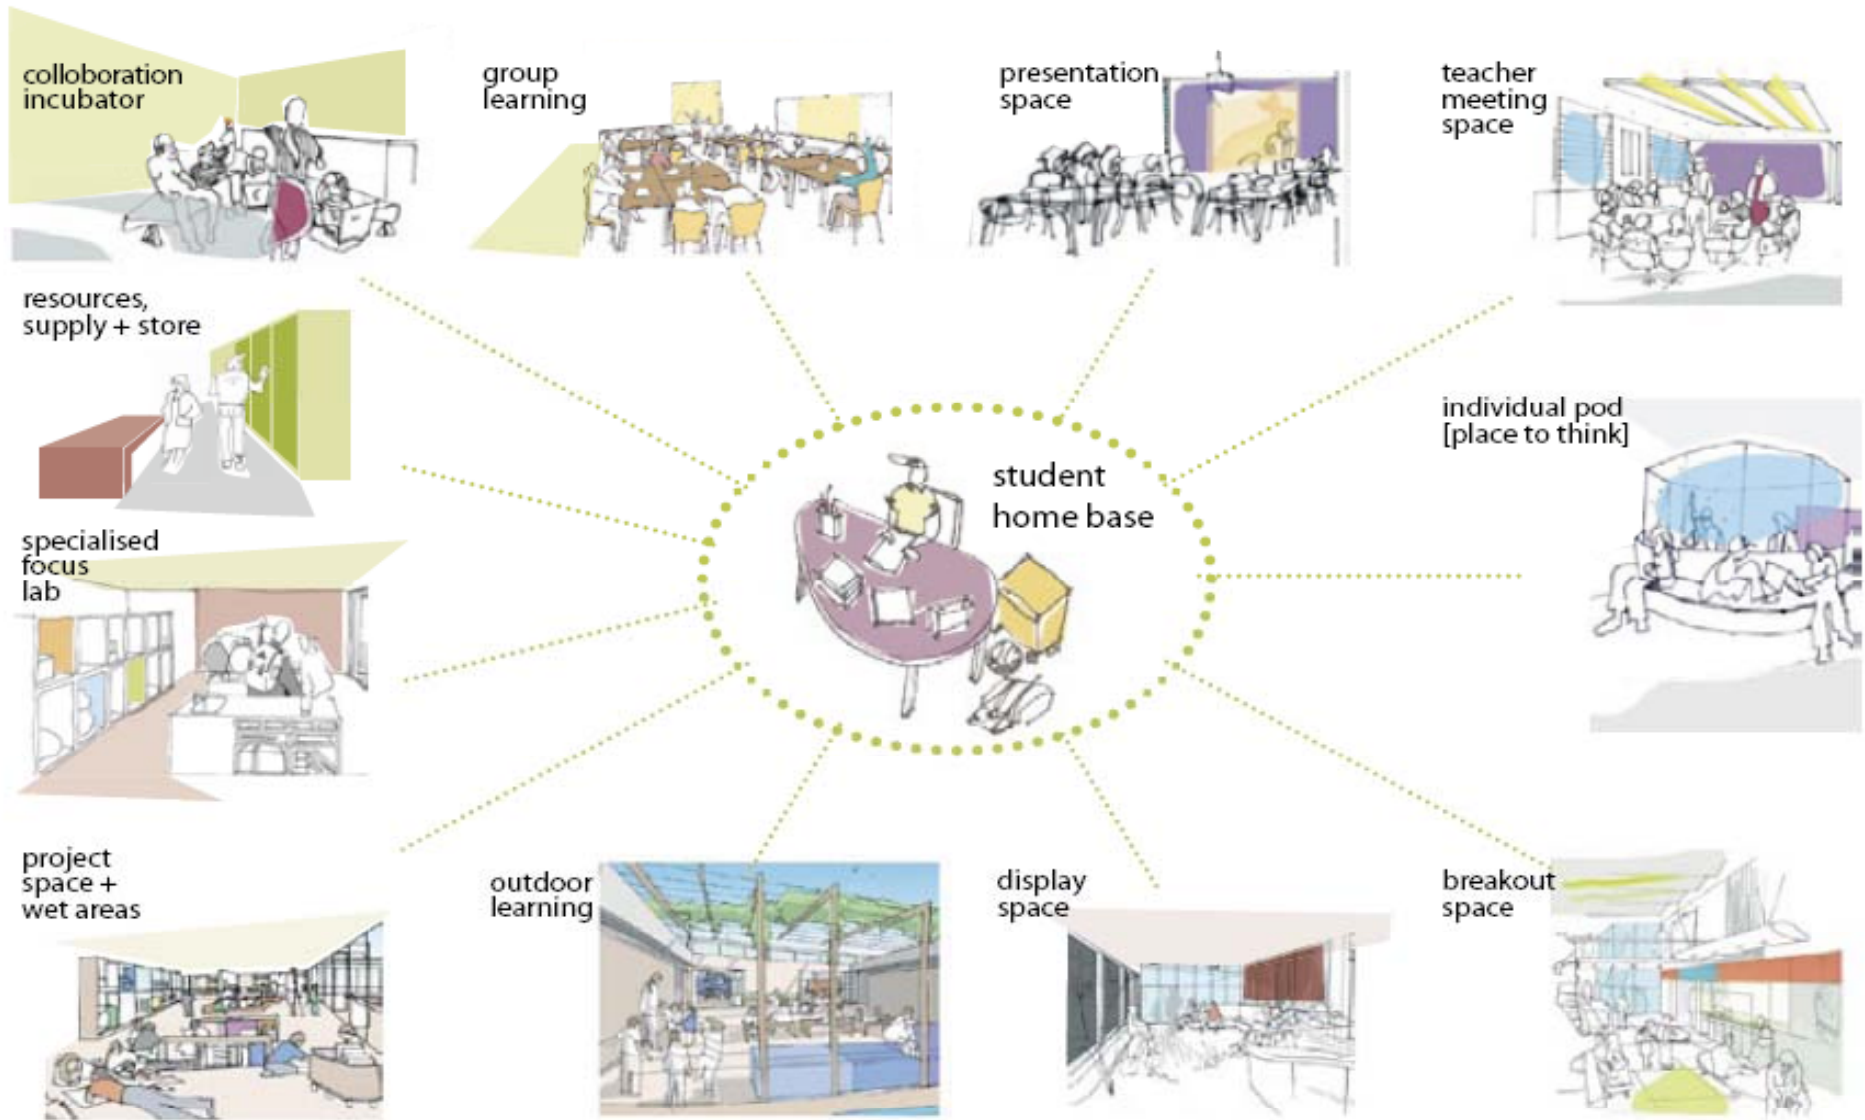 colloboration
incubator
group
learning
presentation
space
teacher
meeting
space
resources,
supply + store
individual pod
[place to think]
student
home base
specialised
focus
lab
project
space +
wet areas
outdoor
learning
display
space
breakout
space